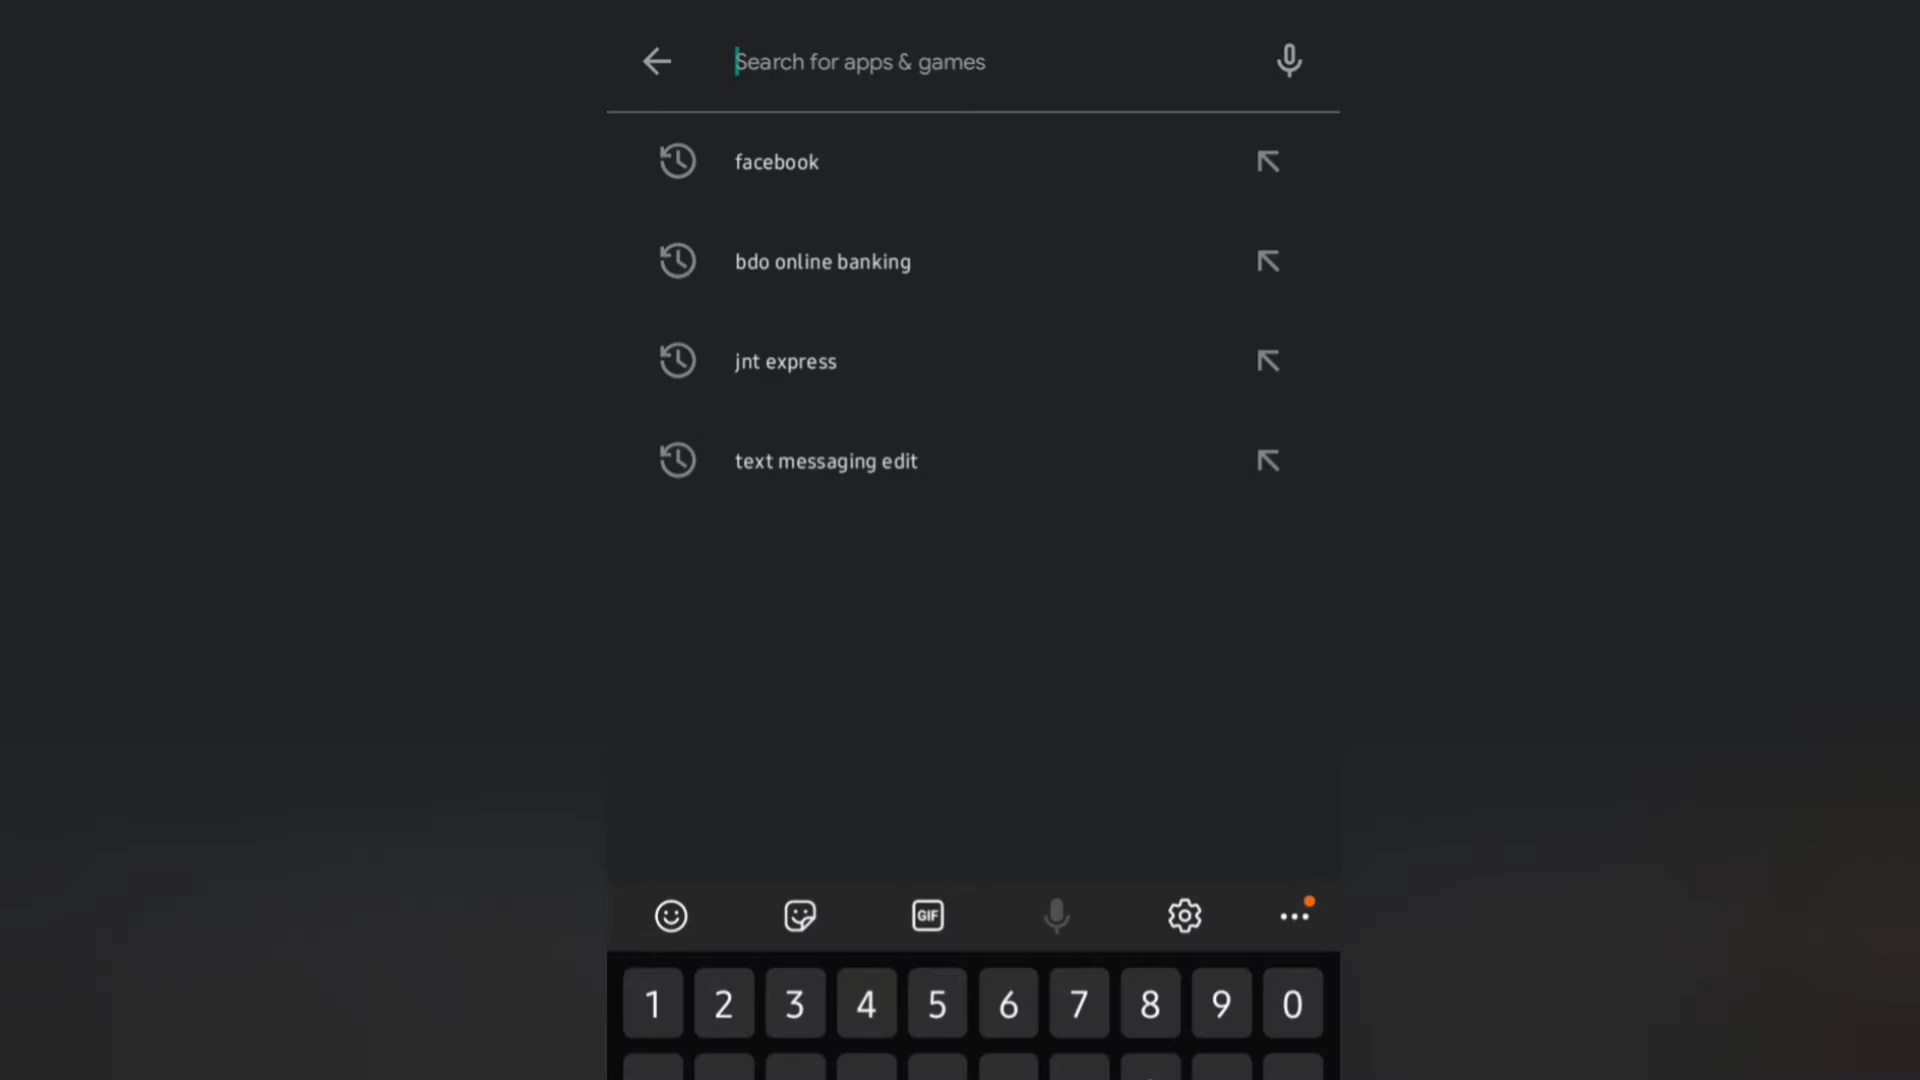 Search for apps & games
facebook
bdo online banking
jnt express
text messaging edit
GIF
1 2 3 4 5 6 7 8 9 0